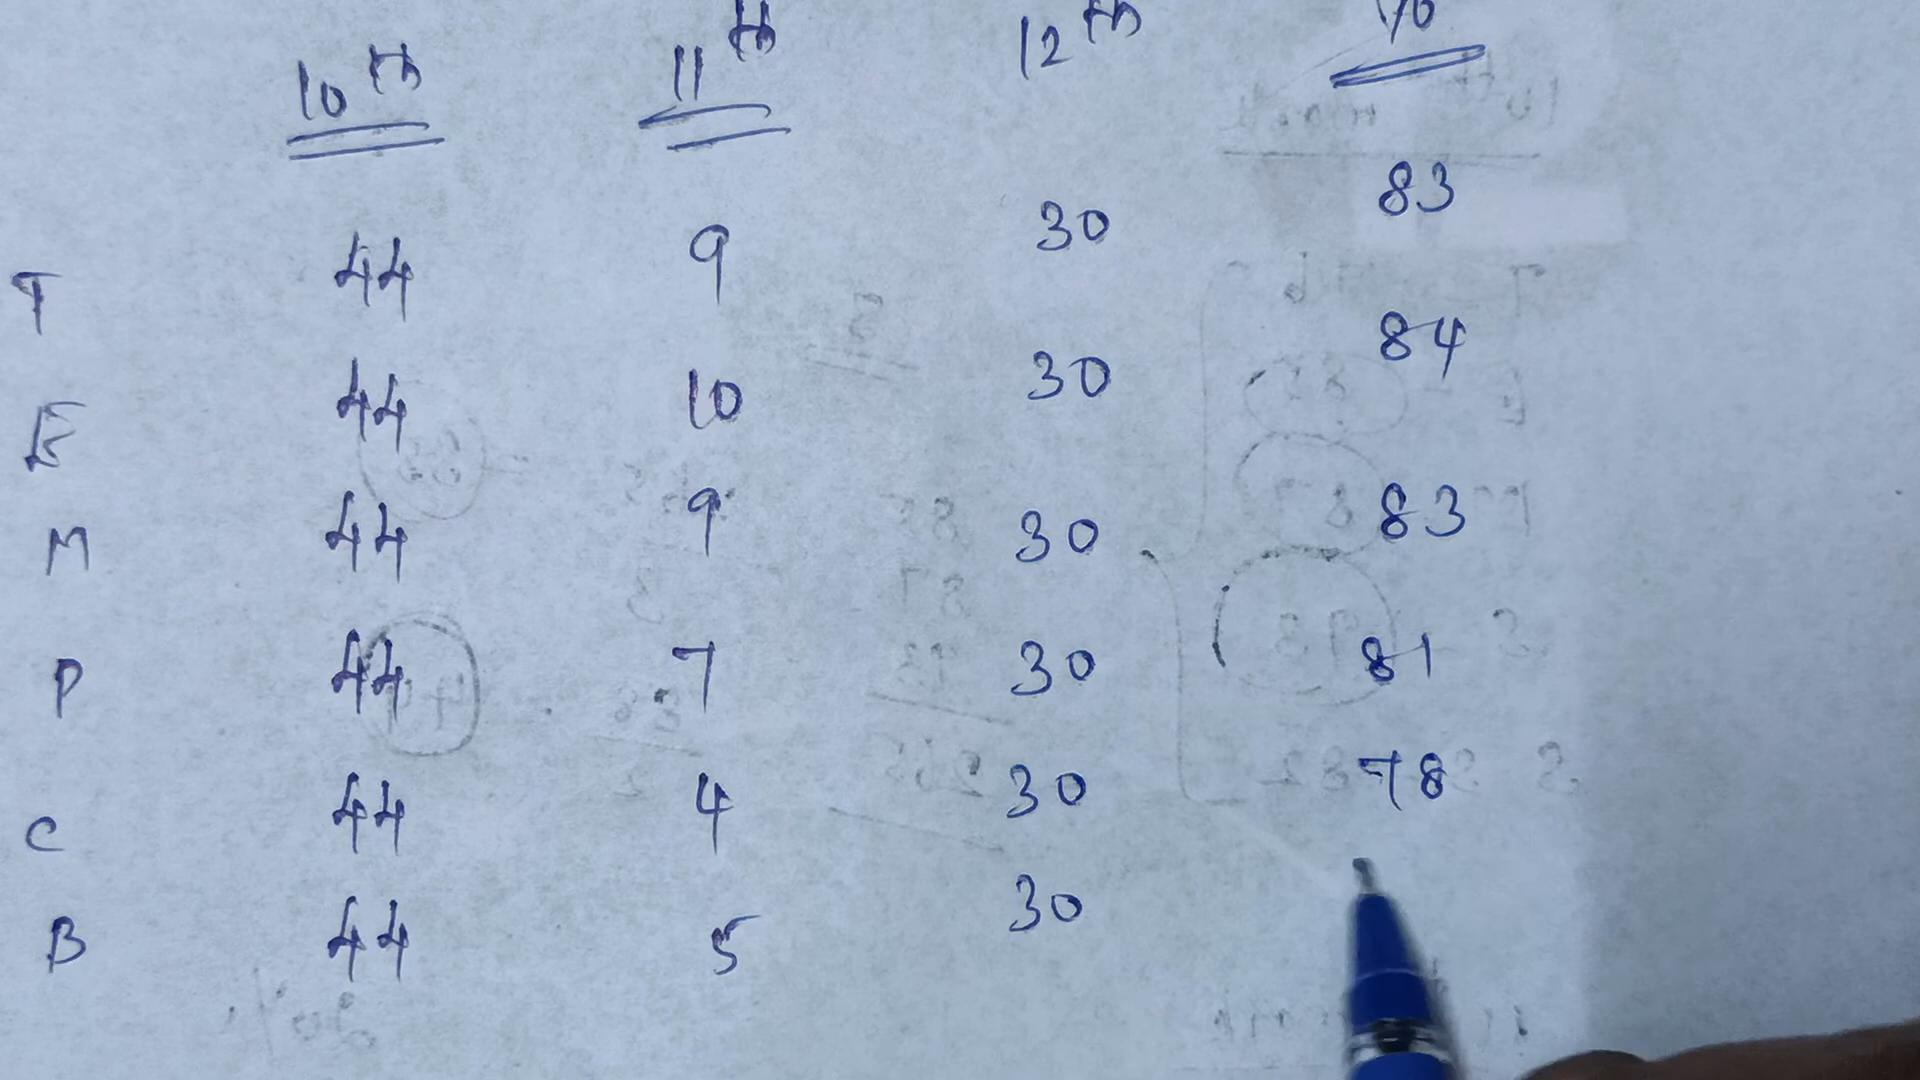 10th 11th 12th %
T 44 9 30 83
E 44 10 30 84
M 44 9 30 83
P 44 7 30 81
C 44 4 30 78
B 44 5 30